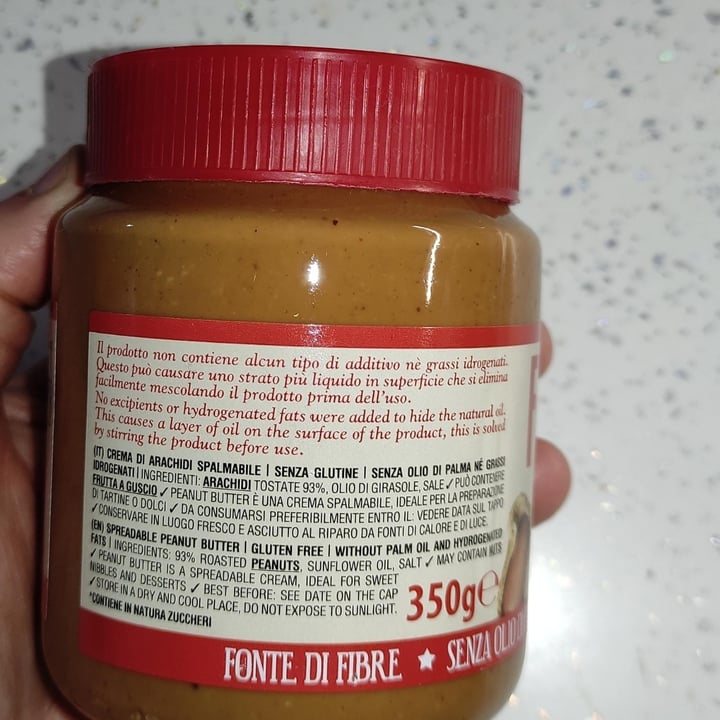 Il prodotto non contiene alcun tipo di additivo nè grassi idrogenati.
Questo può causare uno strato più liquido in superficie che si elimina
facilmente mescolando il prodotto prima dell'uso.
No excipients or hydrogenated fats were added to hide the natural oil.
This causes a layer of oil on the surface of the product, this is solved
by stirring the product before use.
(IT) CREMA DI ARACHIDI SPALMABILE | SENZA GLUTINE | SENZA OLIO DI PALMA NÉ GRASSI
IDROGENATI | INGREDIENTI: ARACHIDI TOSTATE 93%, OLIO DI GIRASOLE, SALE ✓ PUÒ CONTENERE
FRUTTA A GUSCIO ✓ PEANUT BUTTER È UNA CREMA SPALMABILE, IDEALE PER LA PREPARAZIONE
DI TARTINE O DOLCI ✓ DA CONSUMARSI PREFERIBILMENTE ENTRO IL: VEDERE DATA SUL TAPPO
✓CONSERVARE IN LUOGO FRESCO E ASCIUTTO AL RIPARO DA FONTI DI CALORE E DI LUCE.
(EN) SPREADABLE PEANUT BUTTER | GLUTEN FREE | WITHOUT PALM OIL AND HYDROGENATED
FATS | INGREDIENTS: 93% ROASTED PEANUTS, SUNFLOWER OIL, SALT ✓ MAY CONTAIN NUTS
✓ PEANUT BUTTER IS A SPREADABLE CREAM, IDEAL FOR SWEET
NIBBLES AND DESSERTS ✓ BEST BEFORE: SEE DATE ON THE CAP
✓STORE IN A DRY AND COOL PLACE, DO NOT EXPOSE TO SUNLIGHT.
*CONTIENE IN NATURA ZUCCHERI
350g℮
FONTE DI FIBRE ★ SENZA OLIO